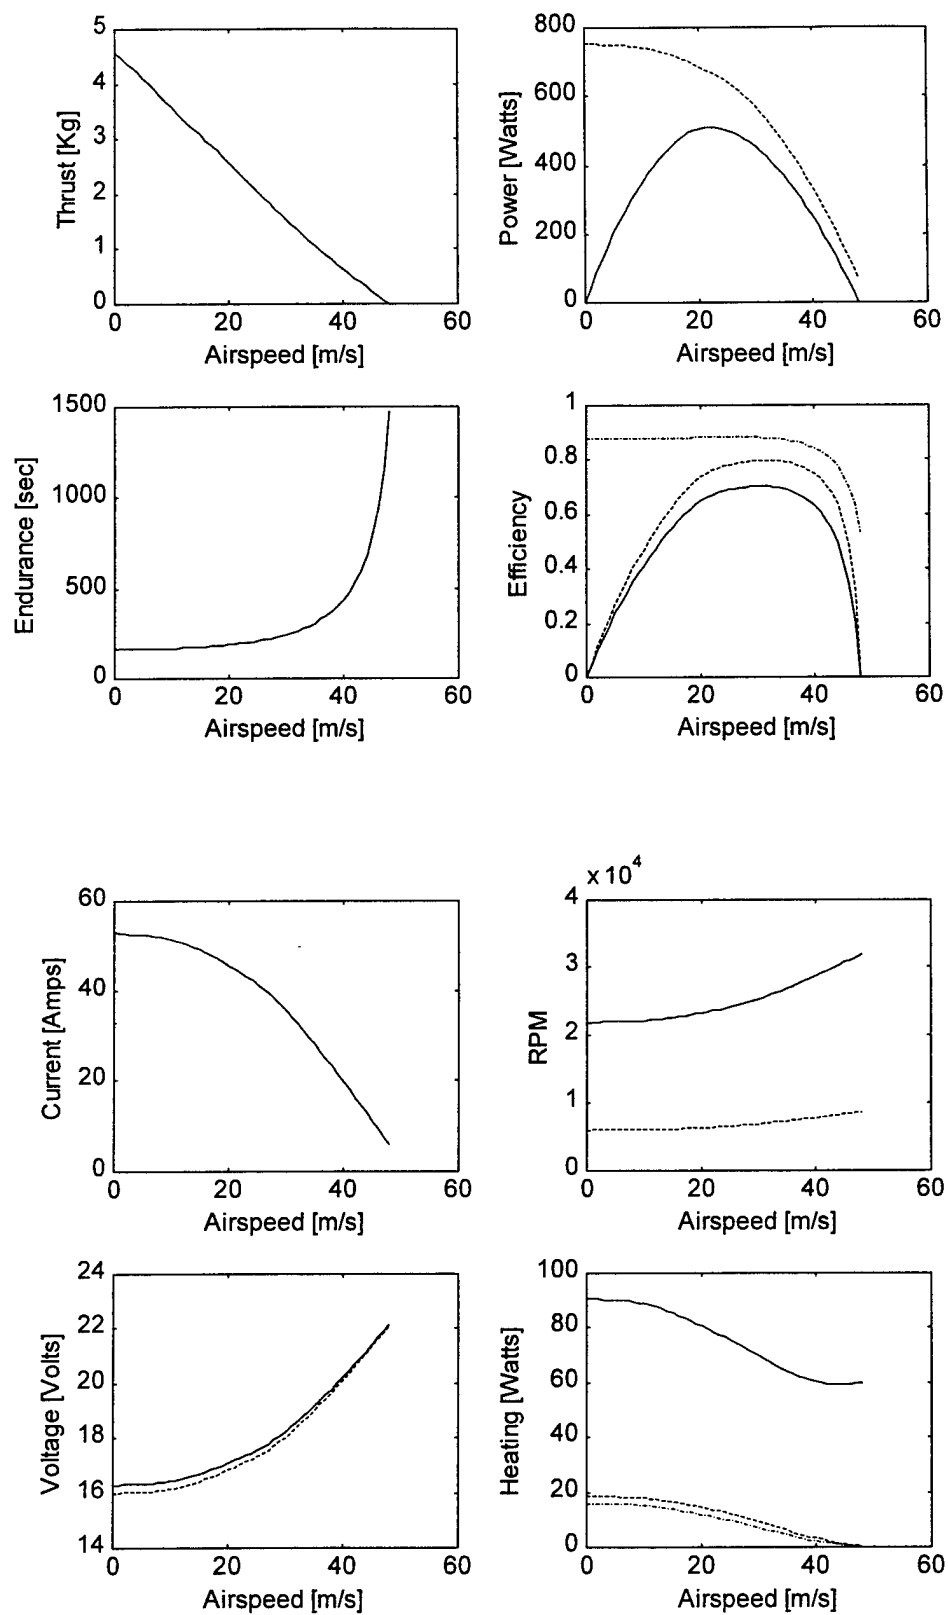 5
4
3
2
1
0
Thrust [Kg]
0 20 40 60
Airspeed [m/s]
800
600
400
200
0
Power [Watts]
0 20 40 60
Airspeed [m/s]
1500
1000
500
0
Endurance [sec]
0 20 40 60
Airspeed [m/s]
1
0.8
0.6
0.4
0.2
0
Efficiency
0 20 40 60
Airspeed [m/s]
60
40
20
0
Current [Amps]
0 20 40 60
Airspeed [m/s]
x 10^4
4
3
2
1
0
RPM
0 20 40 60
Airspeed [m/s]
24
22
20
18
16
14
Voltage [Volts]
0 20 40 60
Airspeed [m/s]
100
80
60
40
20
0
Heating [Watts]
0 20 40 60
Airspeed [m/s]